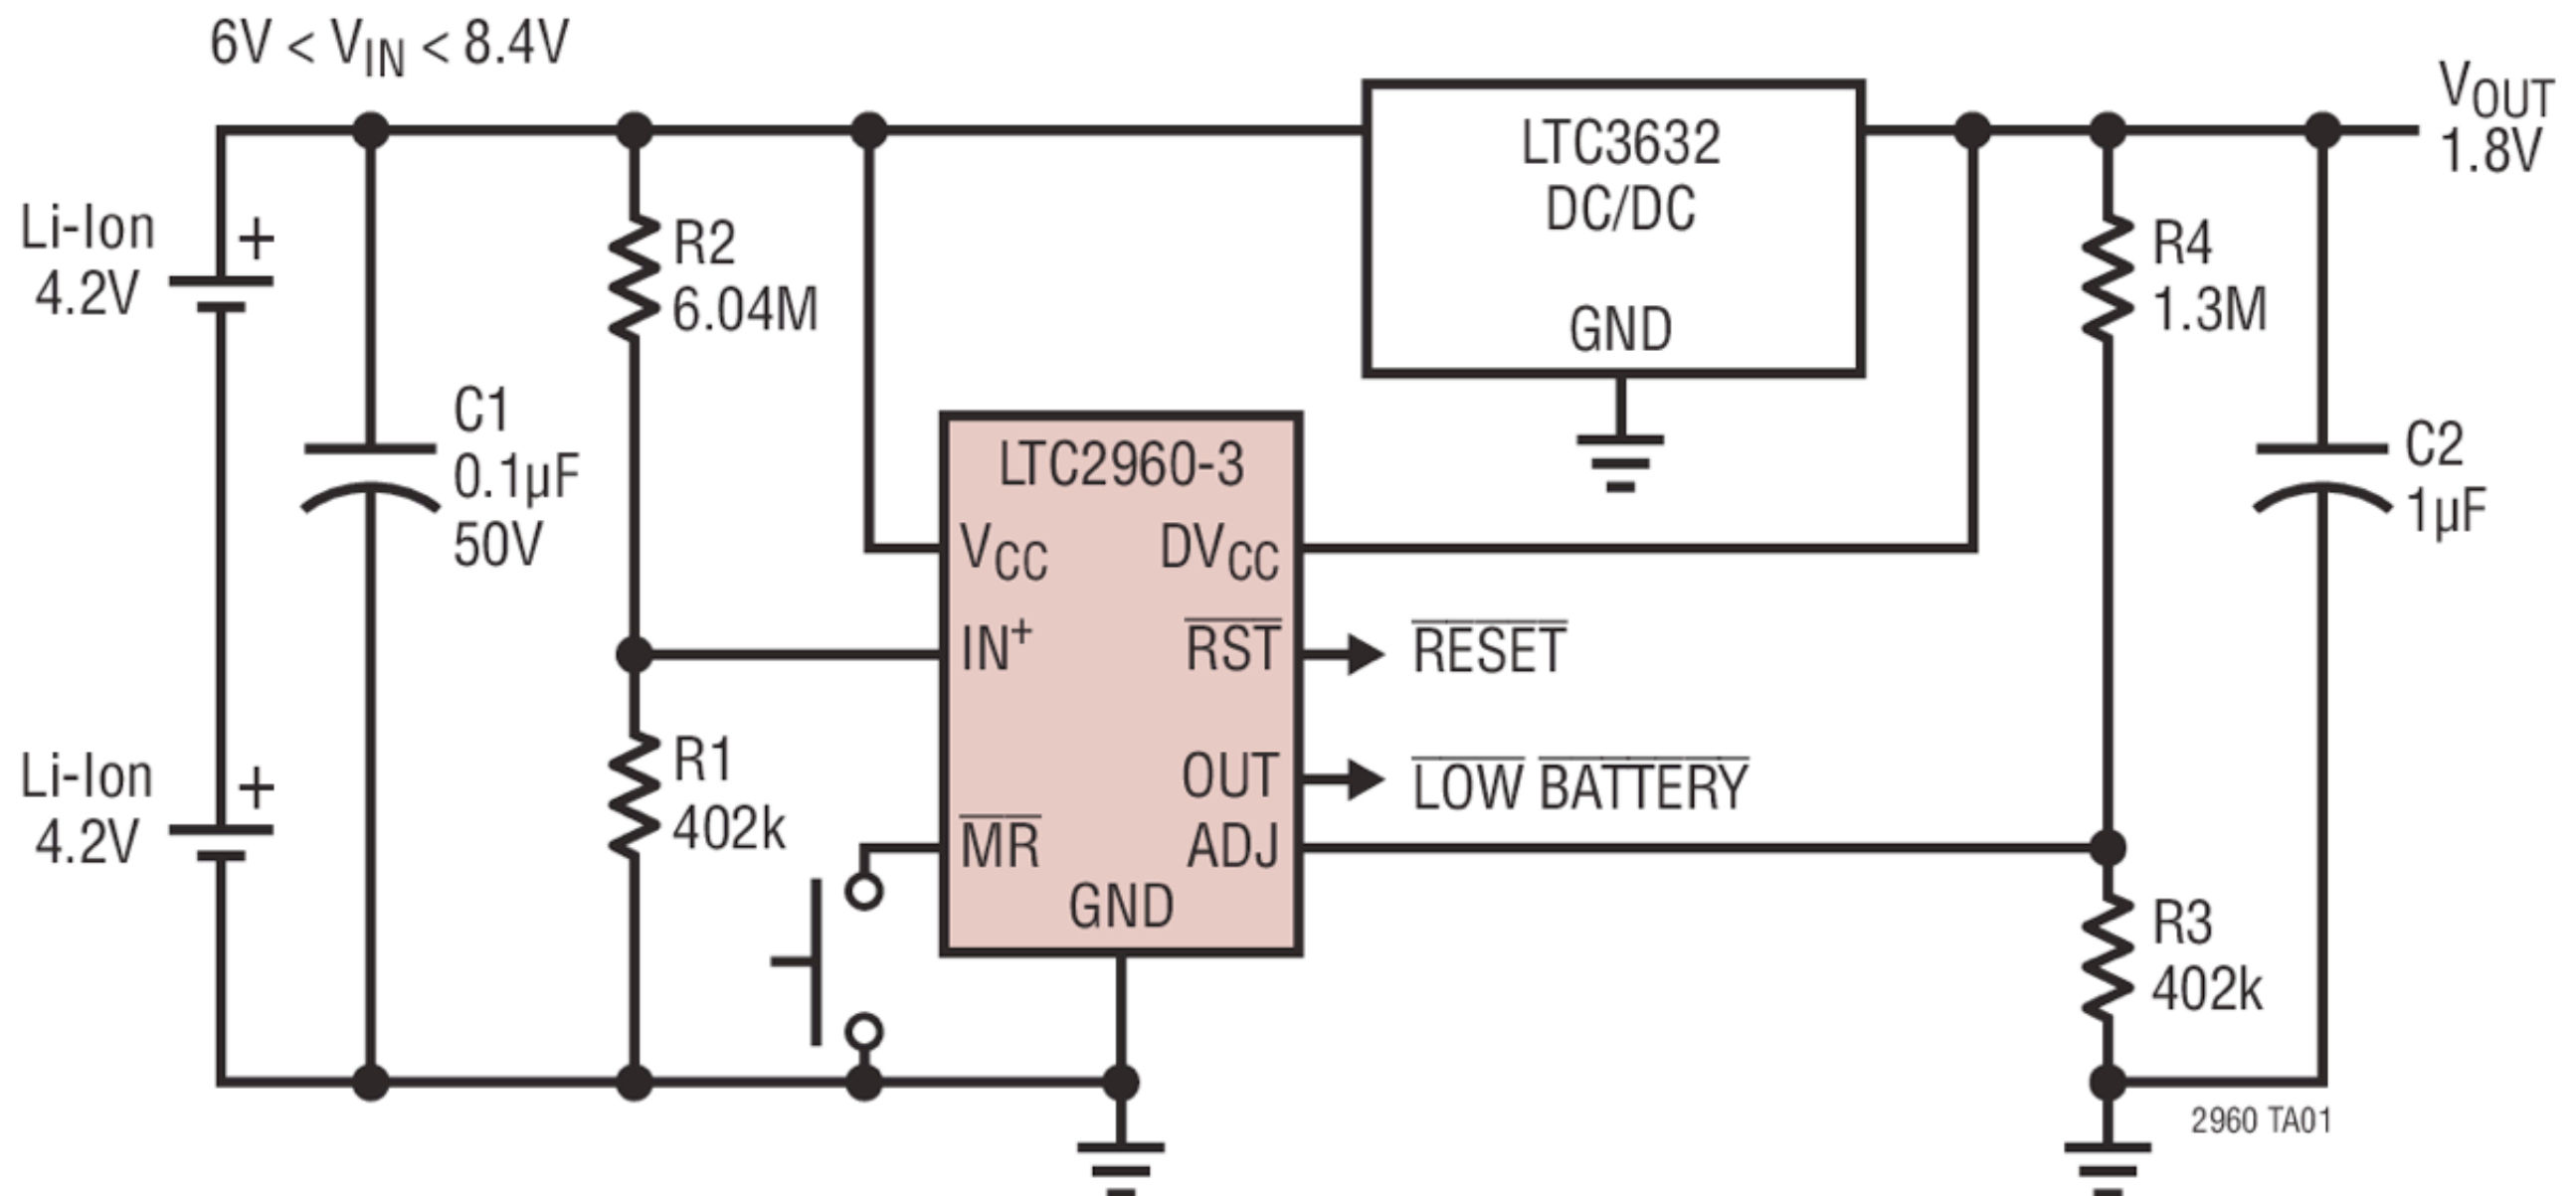 6V < VIN < 8.4V
Li-Ion
4.2V
+
C1
0.1µF
50V
R2
6.04M
LTC3632
DC/DC
GND
VOUT
1.8V
R4
1.3M
C2
1µF
LTC2960-3
VCC
DVCC
IN+
RST
RESET
OUT
LOW BATTERY
MR
ADJ
GND
Li-Ion
4.2V
+
R1
402k
R3
402k
2960 TA01